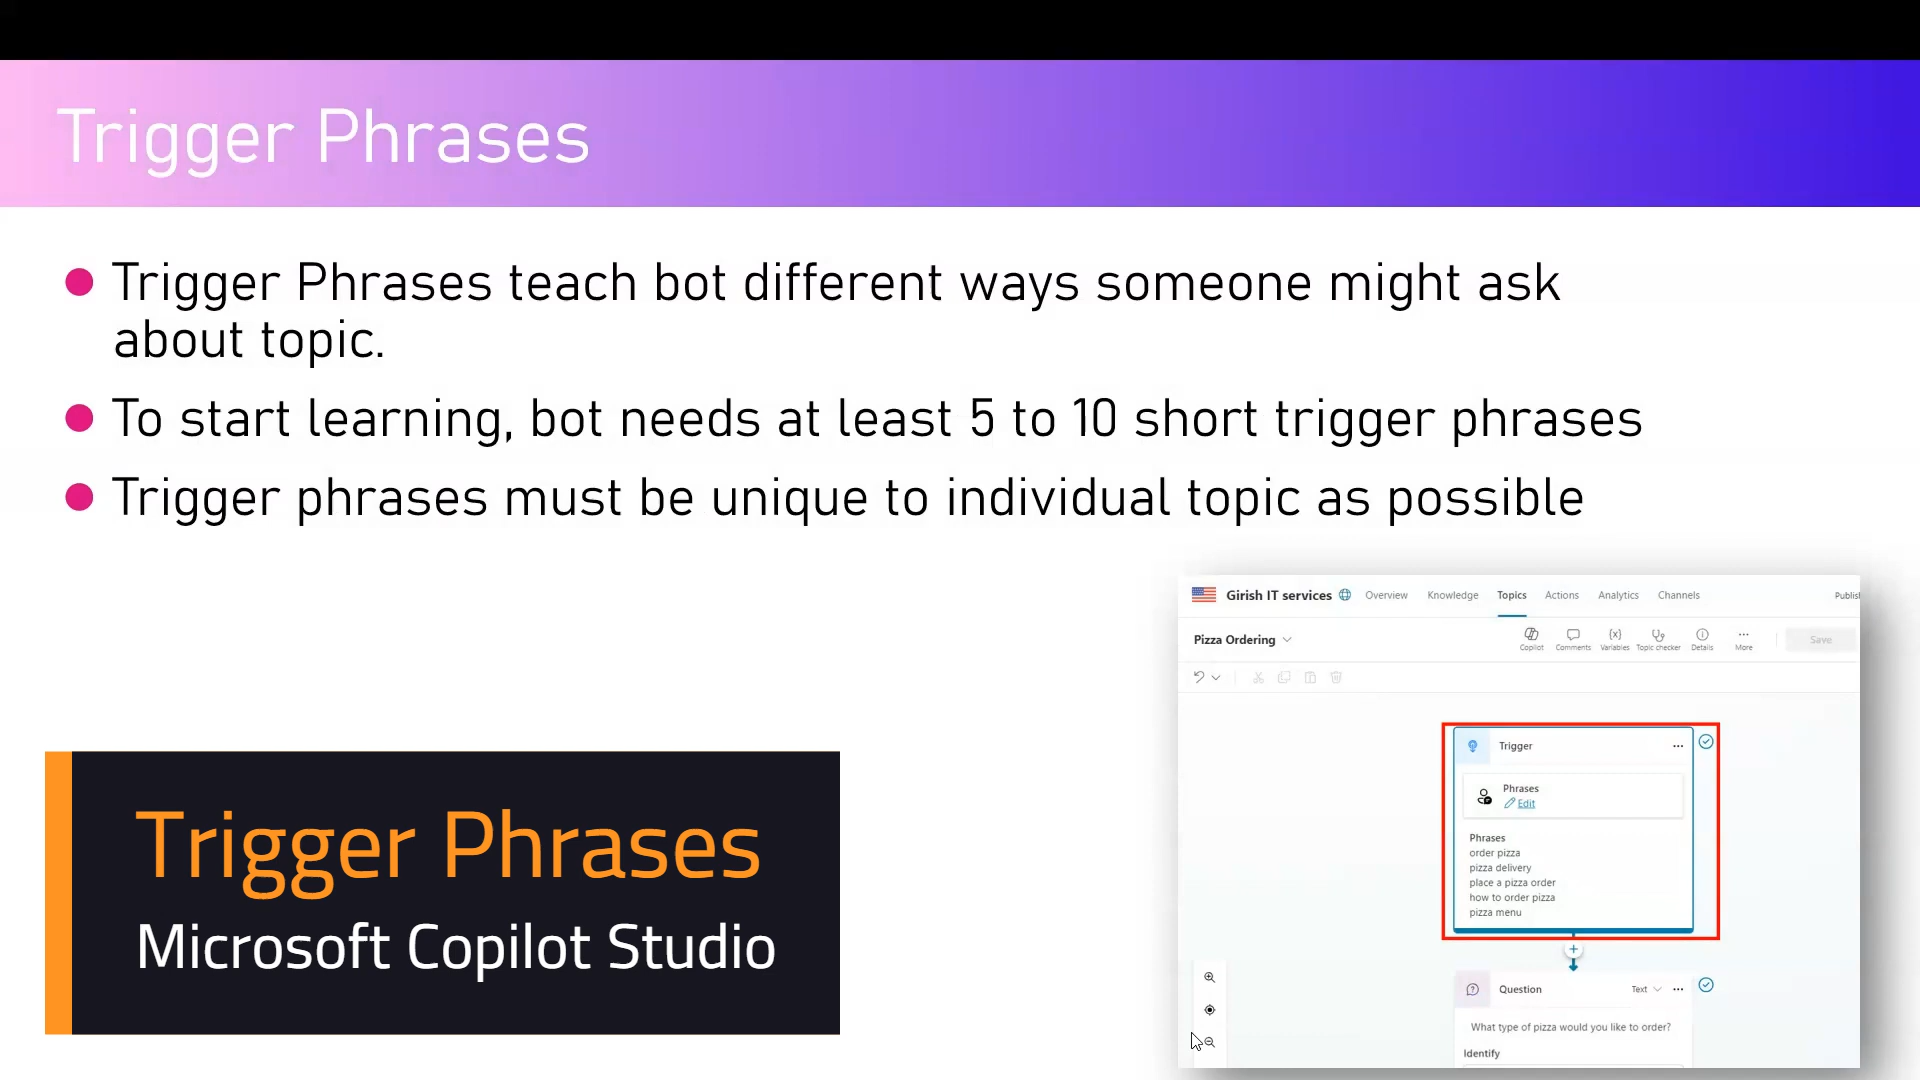 Trigger Phrases
Trigger Phrases teach bot different ways someone might ask
about topic.
To start learning, bot needs at least 5 to 10 short trigger phrases
Trigger phrases must be unique to individual topic as possible
Girish IT services Overview Knowledge Topics Actions Analytics Channels Publish
Pizza Ordering
Copilot Comments Variables Topic checker Details More Save
Trigger
Phrases
Edit
Phrases
order pizza
pizza delivery
place a pizza order
how to order pizza
pizza menu
Question Text
What type of pizza would you like to order?
Identify
Trigger Phrases
Microsoft Copilot Studio